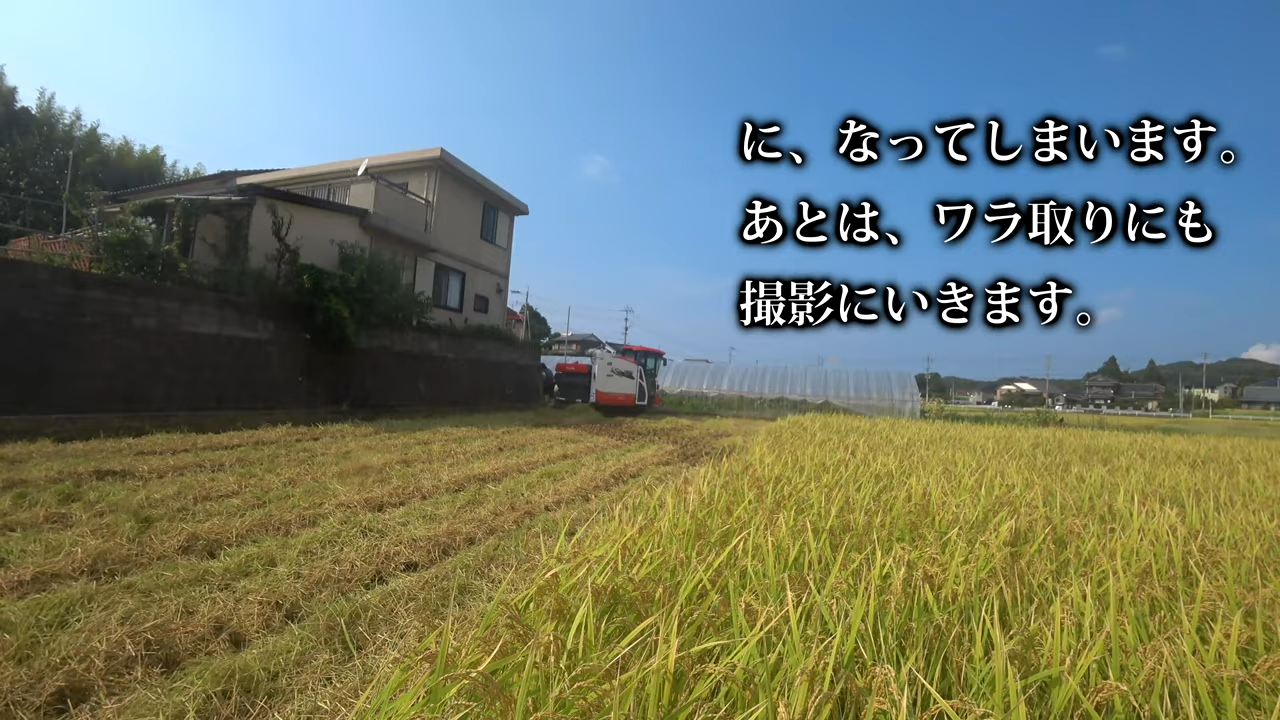 に、なってしまいます。
あとは、ワラ取りにも
撮影にいきます。